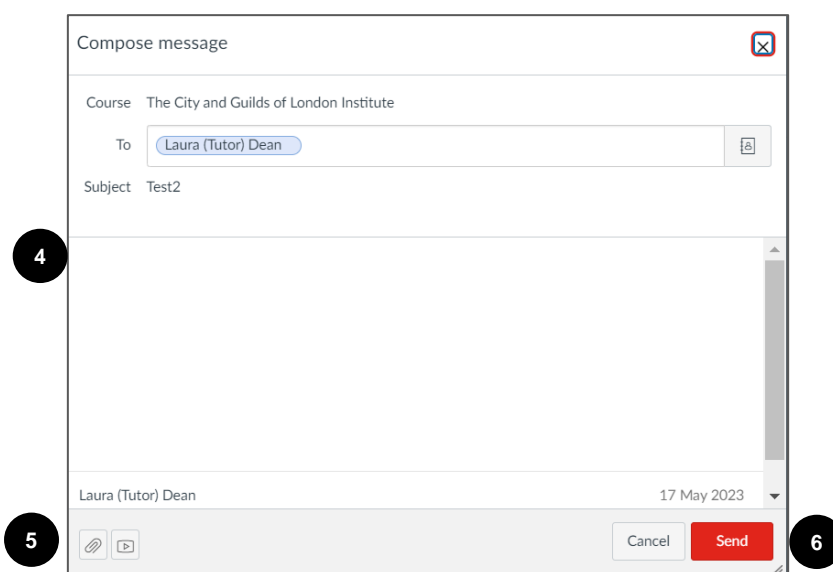 Compose message
Course The City and Guilds of London Institute
To Laura (Tutor) Dean
Subject Test2
4
Laura (Tutor) Dean 17 May 2023
5 Cancel Send 6